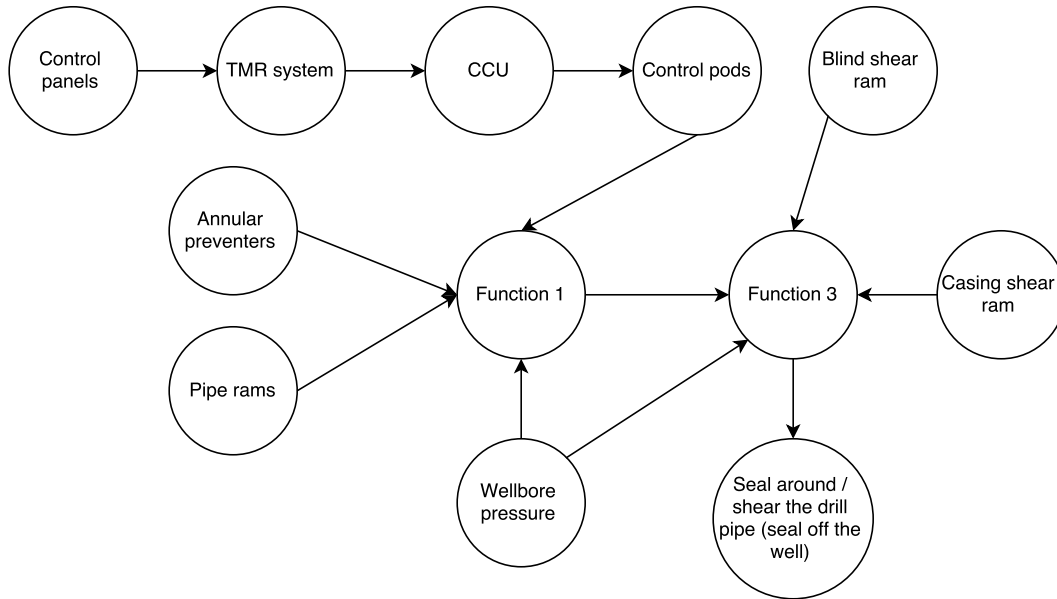 Control
panels
TMR system
CCU
Control pods
Blind shear
ram
Annular
preventers
Function 1
Function 3
Casing shear
ram
Pipe rams
Wellbore
pressure
Seal around /
shear the drill
pipe (seal off the
well)